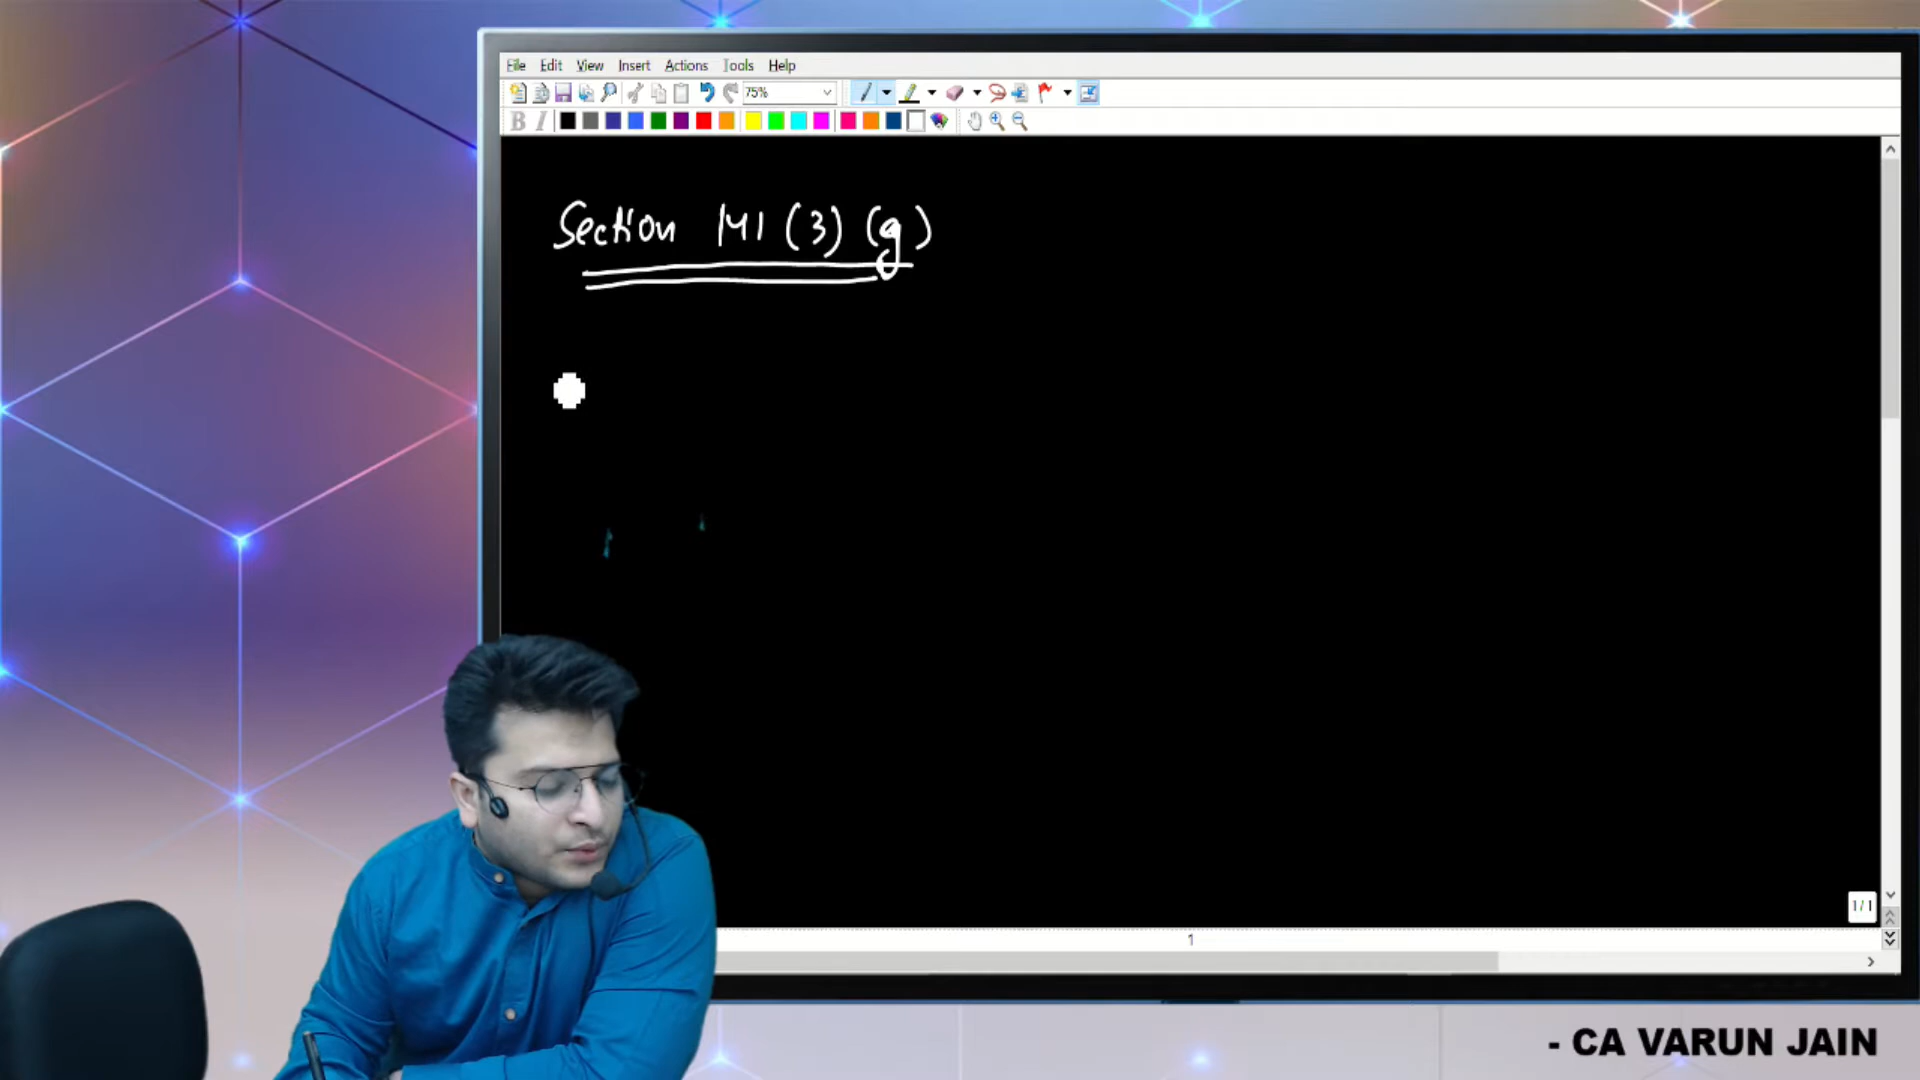 File Edit View Insert Actions Tools Help
75%
B I
Section 141 (3) (g)
1/1
1
- CA VARUN JAIN